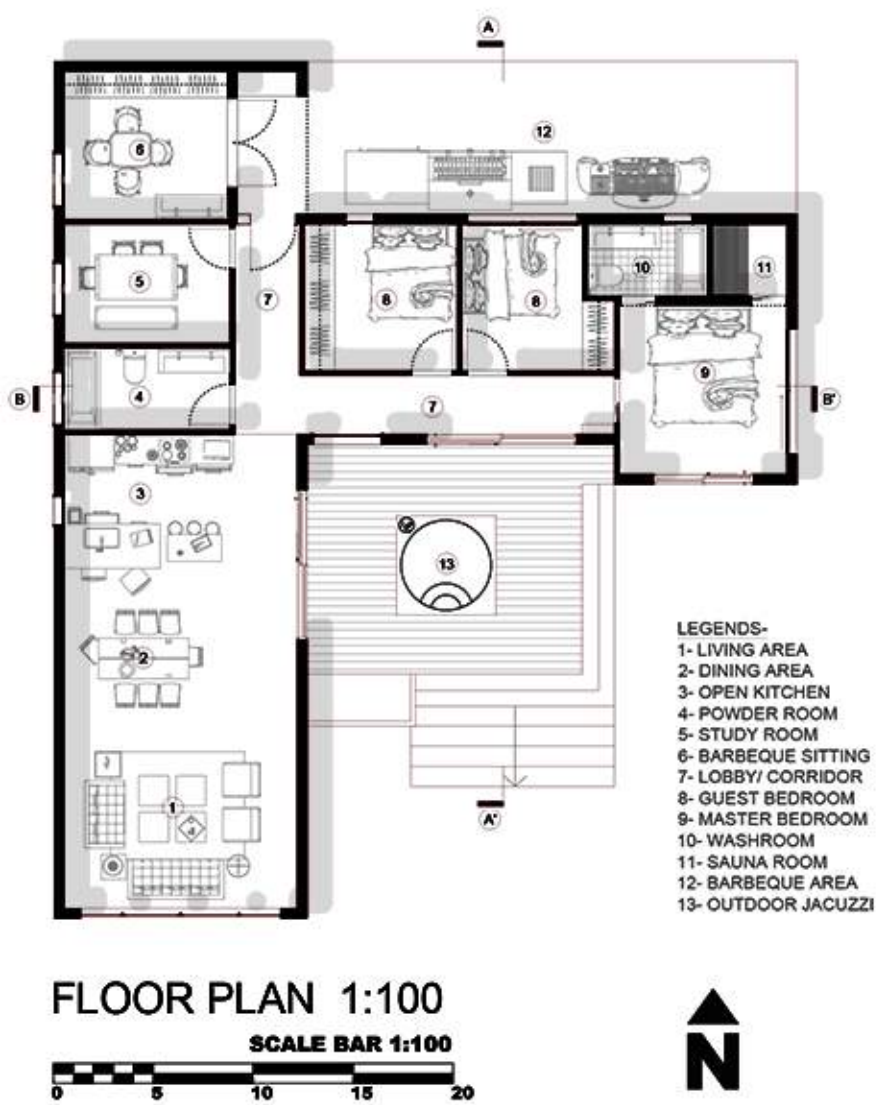 A
6
12
5
7
8
8
10
11
4
B
7
9
B'
3
13
2
1
A'
LEGENDS-
1- LIVING AREA
2- DINING AREA
3- OPEN KITCHEN
4- POWDER ROOM
5- STUDY ROOM
6- BARBEQUE SITTING
7- LOBBY/ CORRIDOR
8- GUEST BEDROOM
9- MASTER BEDROOM
10- WASHROOM
11- SAUNA ROOM
12- BARBEQUE AREA
13- OUTDOOR JACUZZI
FLOOR PLAN 1:100
SCALE BAR 1:100
0 5 10 15 20
N